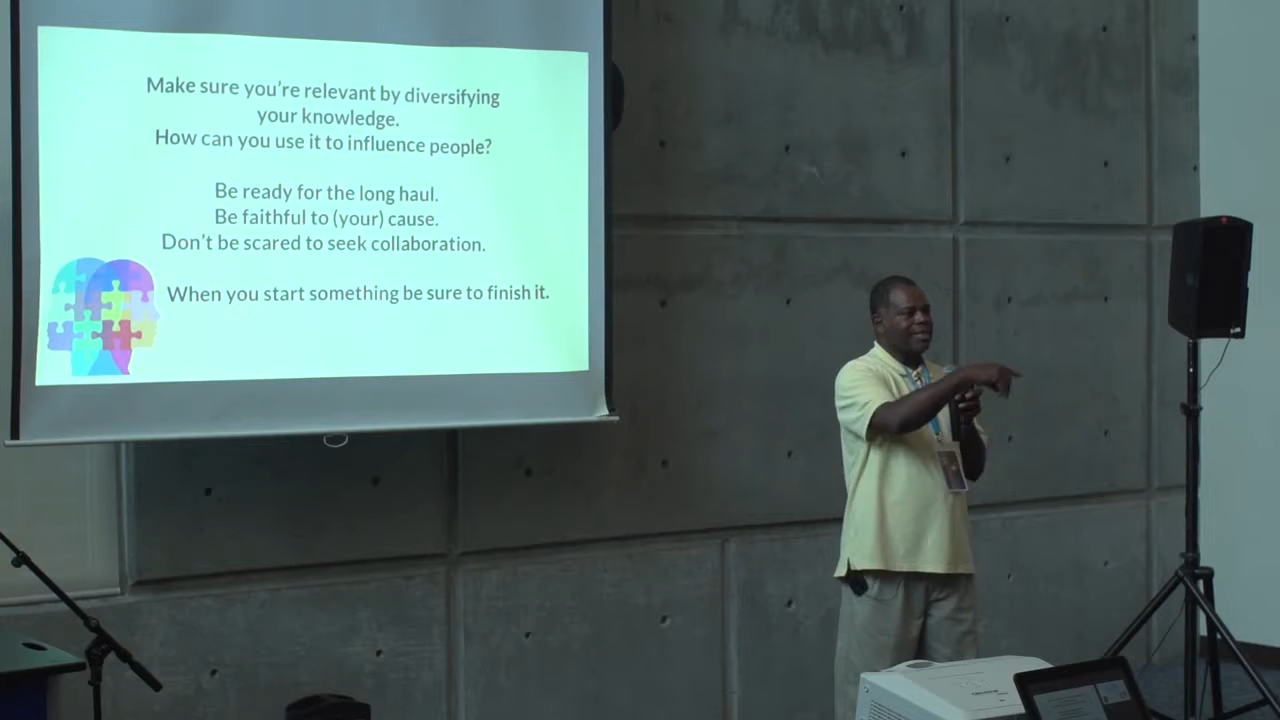 Make sure you're relevant by diversifying
your knowledge.
How can you use it to influence people?
Be ready for the long haul.
Be faithful to (your) cause.
Don't be scared to seek collaboration.
When you start something be sure to finish it.